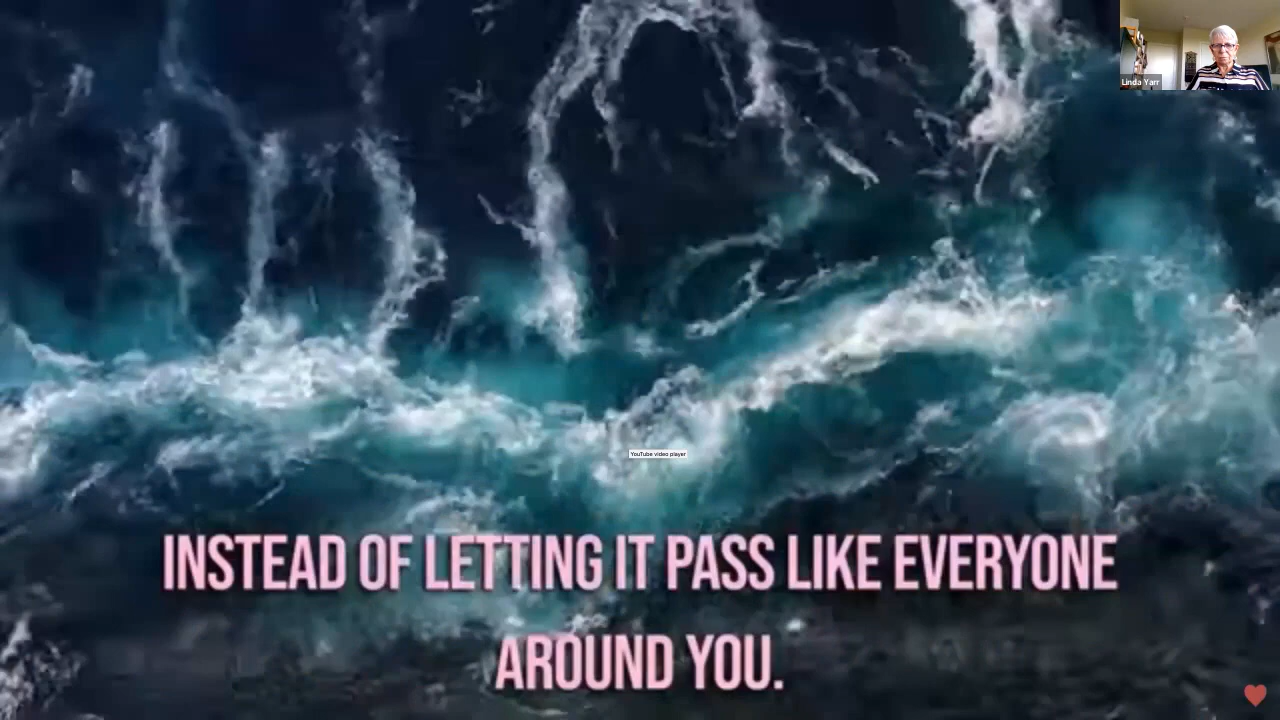 Linda Yarr
YouTube video player
INSTEAD OF LETTING IT PASS LIKE EVERYONE
AROUND YOU.